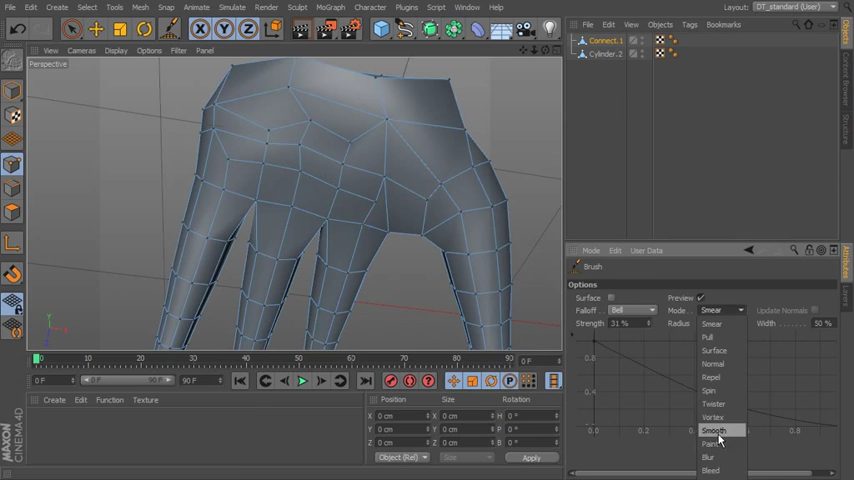 File Edit Create Select Tools Mesh Snap Animate Simulate Render Sculpt MoGraph Character Plugins Script Window Help Layout: DT_standard (User)
View Cameras Display Options Filter Panel
File Edit View Objects Tags Bookmarks
Perspective
Connect.1
Cylinder.2
Objects
Content Browser
Structure
Mode Edit User Data
Brush
Options
Surface Preview
Falloff Bell Mode . . Smear Update Normals
Strength 31 % Radius Width . . . . . 50 %
Smear
Pull
Surface
Normal
Repel
Spin
Twister
Vortex
Smooth
Paint
Blur
Bleed
0.8
0.4
0.0 0.2 0.8
Attributes
Layers
Y
X
0 10 20 30 40 50 60 70 80 90 0 F
0 F 0 F 90 F 90 F
Create Edit Function Texture
Position Size Rotation
X 0 cm X 0 cm H 0 °
Y 0 cm Y 0 cm P 0 °
Z 0 cm Z 0 cm B 0 °
Object (Rel) Size Apply
MAXON
CINEMA 4D